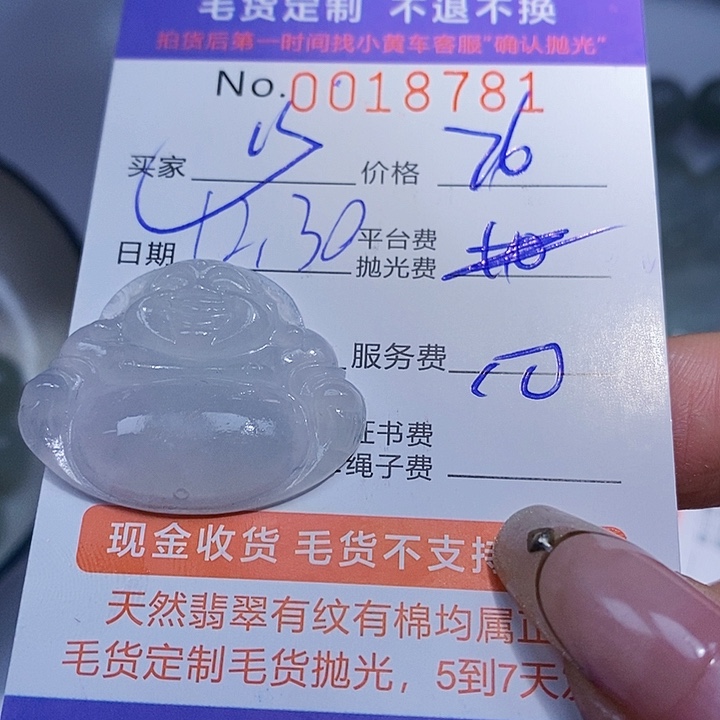 毛货定制 不退不换
拍货后第一时间找小黄车客服"确认抛光"
No.0018781
买家 价格 76
日期 12.30 平台费
抛光费
服务费 10
证书费
绳子费
现金收货 毛货不支持
天然翡翠有纹有棉均属正
毛货定制毛货抛光，5到7天